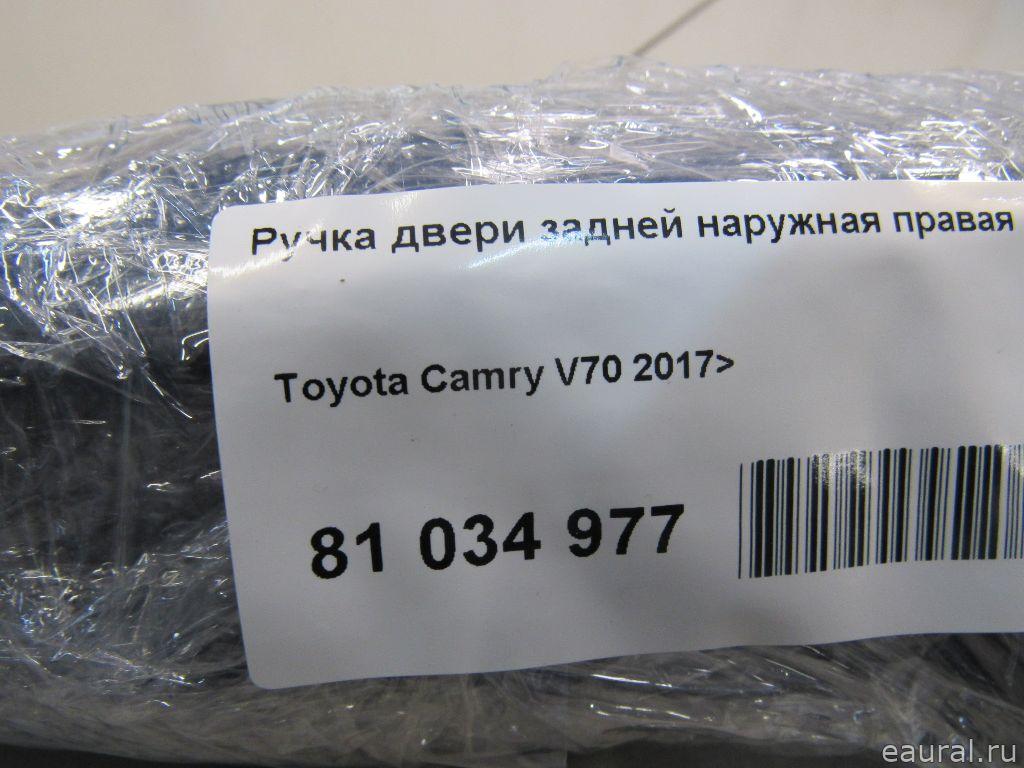 Ручка двери задней наружная правая
Toyota Camry V70 2017>
81 034 977
eaural.ru